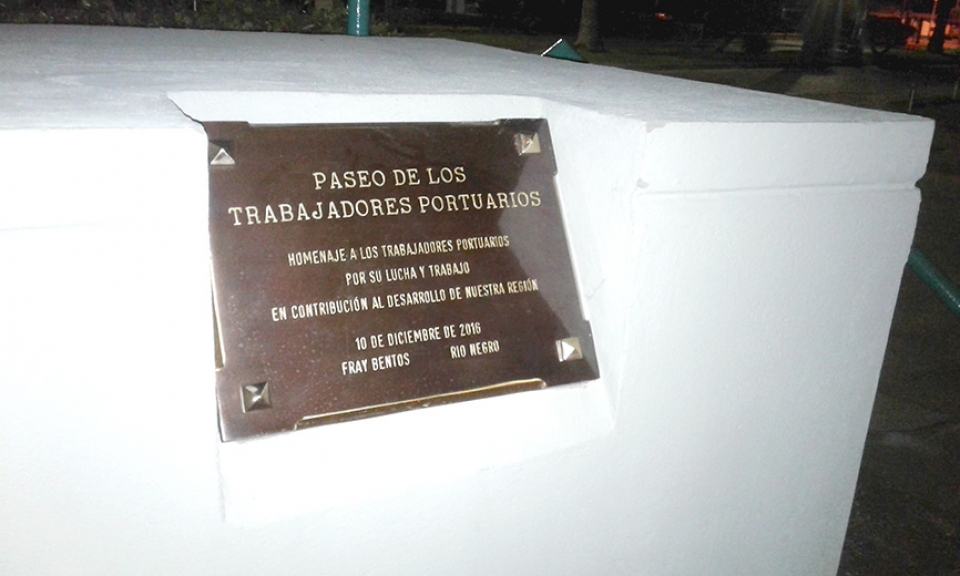 PASEO DE LOS
TRABAJADORES PORTUARIOS
HOMENAJE A LOS TRABAJADORES PORTUARIOS
POR SU LUCHA Y TRABAJO
EN CONTRIBUCIÓN AL DESARROLLO DE NUESTRA REGIÓN
10 DE DICIEMBRE DE 2016
FRAY BENTOS RIO NEGRO